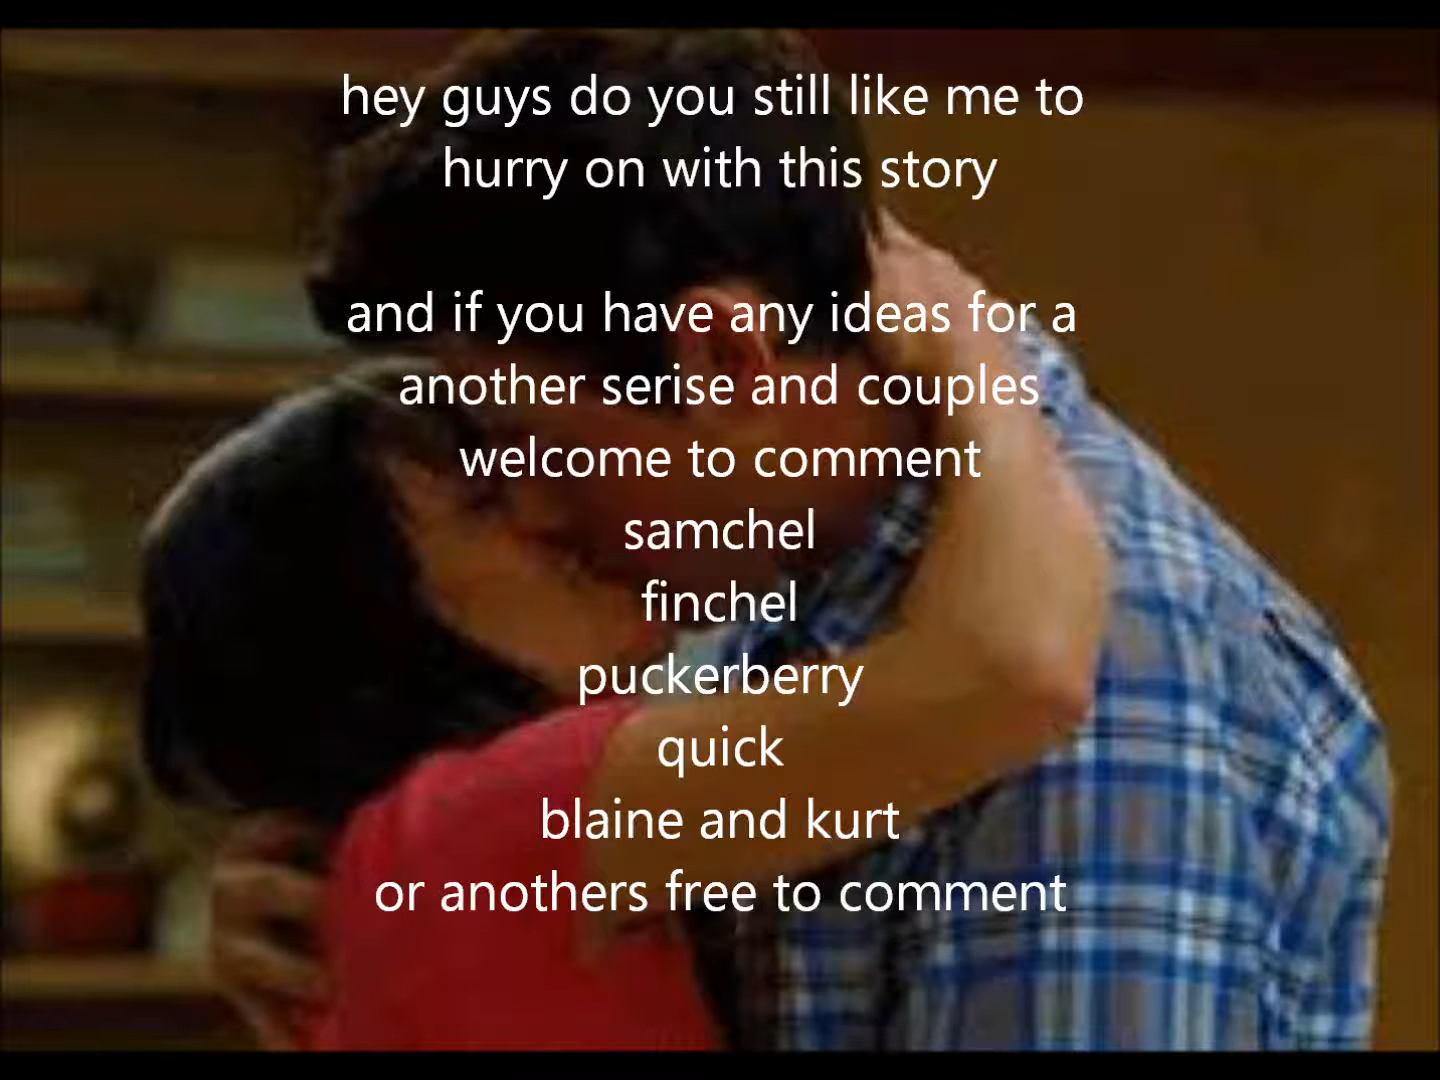 hey guys do you still like me to
hurry on with this story
and if you have any ideas for a
another serise and couples
welcome to comment
samchel
finchel
puckerberry
quick
blaine and kurt
or anothers free to comment